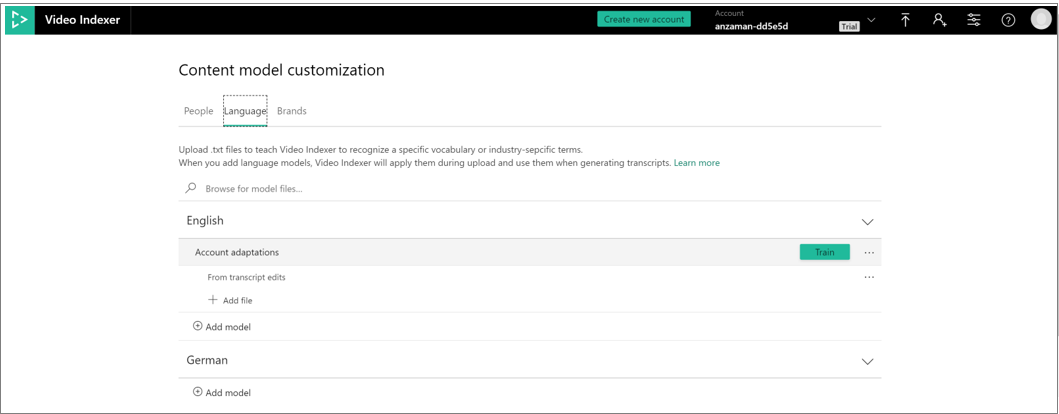 Video Indexer
Create new account
Account
anzaman-dd5e5d
Trial
Content model customization
People Language Brands
Upload .txt files to teach Video Indexer to recognize a specific vocabulary or industry-sepcific terms.
When you add language models, Video Indexer will apply them during upload and use them when generating transcripts. Learn more
Browse for model files...
English
Account adaptations
Train
From transcript edits
Add file
Add model
German
Add model